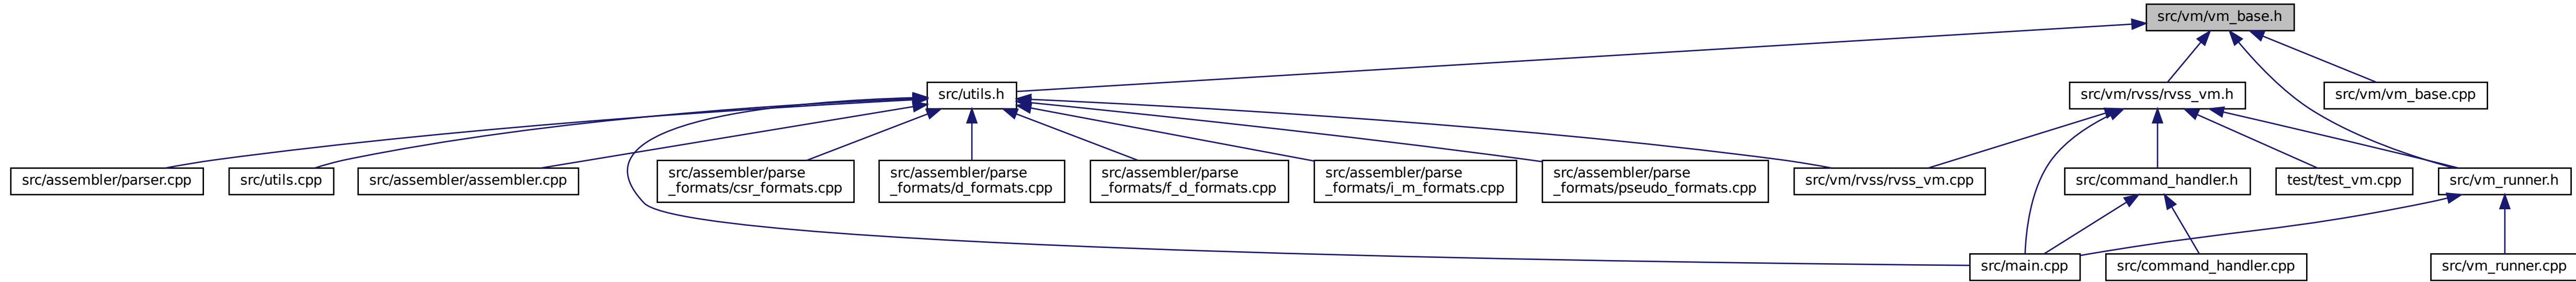 src/vm/vm_base.h
src/utils.h
src/vm/rvss/rvss_vm.h
src/vm/vm_base.cpp
src/assembler/parser.cpp
src/utils.cpp
src/assembler/assembler.cpp
src/assembler/parse
_formats/csr_formats.cpp
src/assembler/parse
_formats/d_formats.cpp
src/assembler/parse
_formats/f_d_formats.cpp
src/assembler/parse
_formats/i_m_formats.cpp
src/assembler/parse
_formats/pseudo_formats.cpp
src/vm/rvss/rvss_vm.cpp
src/command_handler.h
test/test_vm.cpp
src/vm_runner.h
src/main.cpp
src/command_handler.cpp
src/vm_runner.cpp